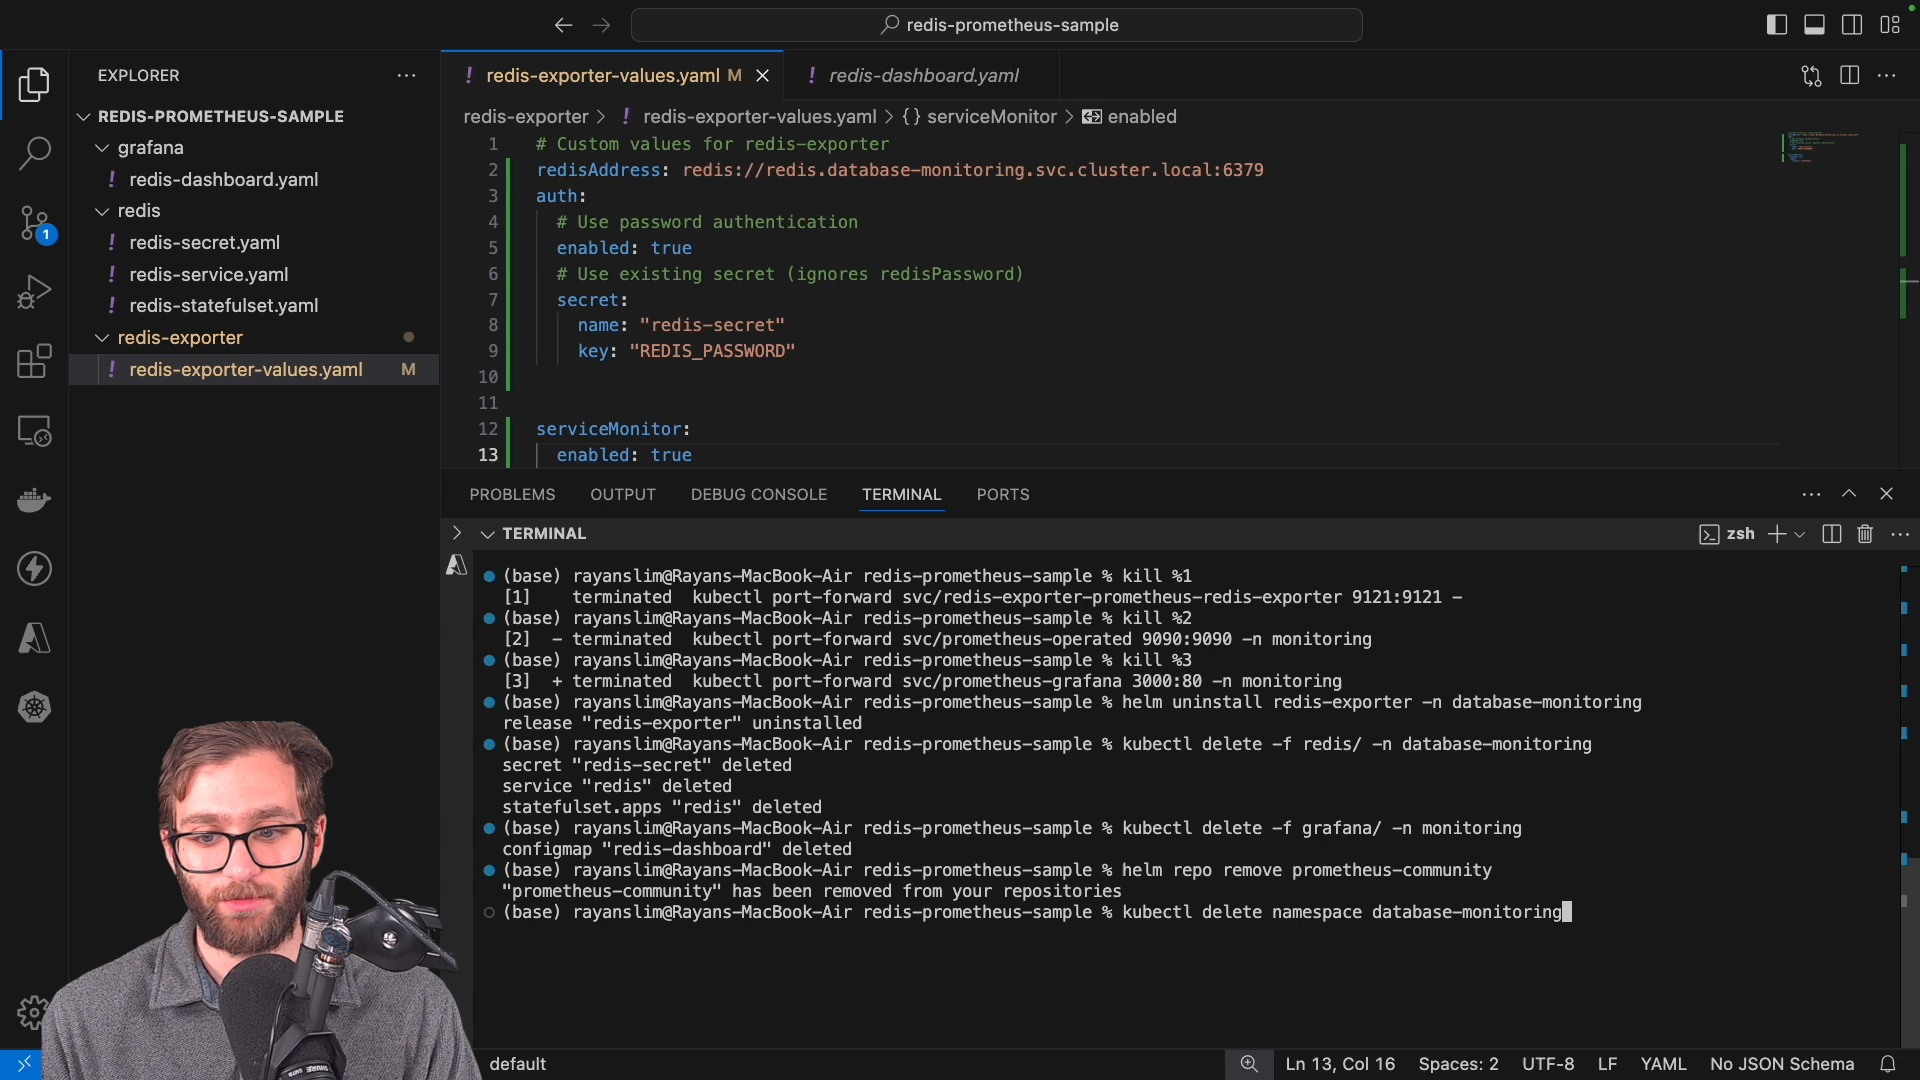 redis-prometheus-sample
EXPLORER
REDIS-PROMETHEUS-SAMPLE
grafana
! redis-dashboard.yaml
redis
! redis-secret.yaml
! redis-service.yaml
! redis-statefulset.yaml
redis-exporter
! redis-exporter-values.yaml M
1
! redis-exporter-values.yaml M
! redis-dashboard.yaml
redis-exporter > ! redis-exporter-values.yaml > {} serviceMonitor > enabled
1 # Custom values for redis-exporter
2 redisAddress: redis://redis.database-monitoring.svc.cluster.local:6379
3 auth:
4 # Use password authentication
5 enabled: true
6 # Use existing secret (ignores redisPassword)
7 secret:
8 name: "redis-secret"
9 key: "REDIS_PASSWORD"
10
11
12 serviceMonitor:
13 enabled: true
PROBLEMS OUTPUT DEBUG CONSOLE TERMINAL PORTS
TERMINAL
zsh
(base) rayanslim@Rayans-MacBook-Air redis-prometheus-sample % kill %1
[1] terminated kubectl port-forward svc/redis-exporter-prometheus-redis-exporter 9121:9121 -
(base) rayanslim@Rayans-MacBook-Air redis-prometheus-sample % kill %2
[2] - terminated kubectl port-forward svc/prometheus-operated 9090:9090 -n monitoring
(base) rayanslim@Rayans-MacBook-Air redis-prometheus-sample % kill %3
[3] + terminated kubectl port-forward svc/prometheus-grafana 3000:80 -n monitoring
(base) rayanslim@Rayans-MacBook-Air redis-prometheus-sample % helm uninstall redis-exporter -n database-monitoring
release "redis-exporter" uninstalled
(base) rayanslim@Rayans-MacBook-Air redis-prometheus-sample % kubectl delete -f redis/ -n database-monitoring
secret "redis-secret" deleted
service "redis" deleted
statefulset.apps "redis" deleted
(base) rayanslim@Rayans-MacBook-Air redis-prometheus-sample % kubectl delete -f grafana/ -n monitoring
configmap "redis-dashboard" deleted
(base) rayanslim@Rayans-MacBook-Air redis-prometheus-sample % helm repo remove prometheus-community
"prometheus-community" has been removed from your repositories
(base) rayanslim@Rayans-MacBook-Air redis-prometheus-sample % kubectl delete namespace database-monitoring
default
Ln 13, Col 16 Spaces: 2 UTF-8 LF YAML No JSON Schema